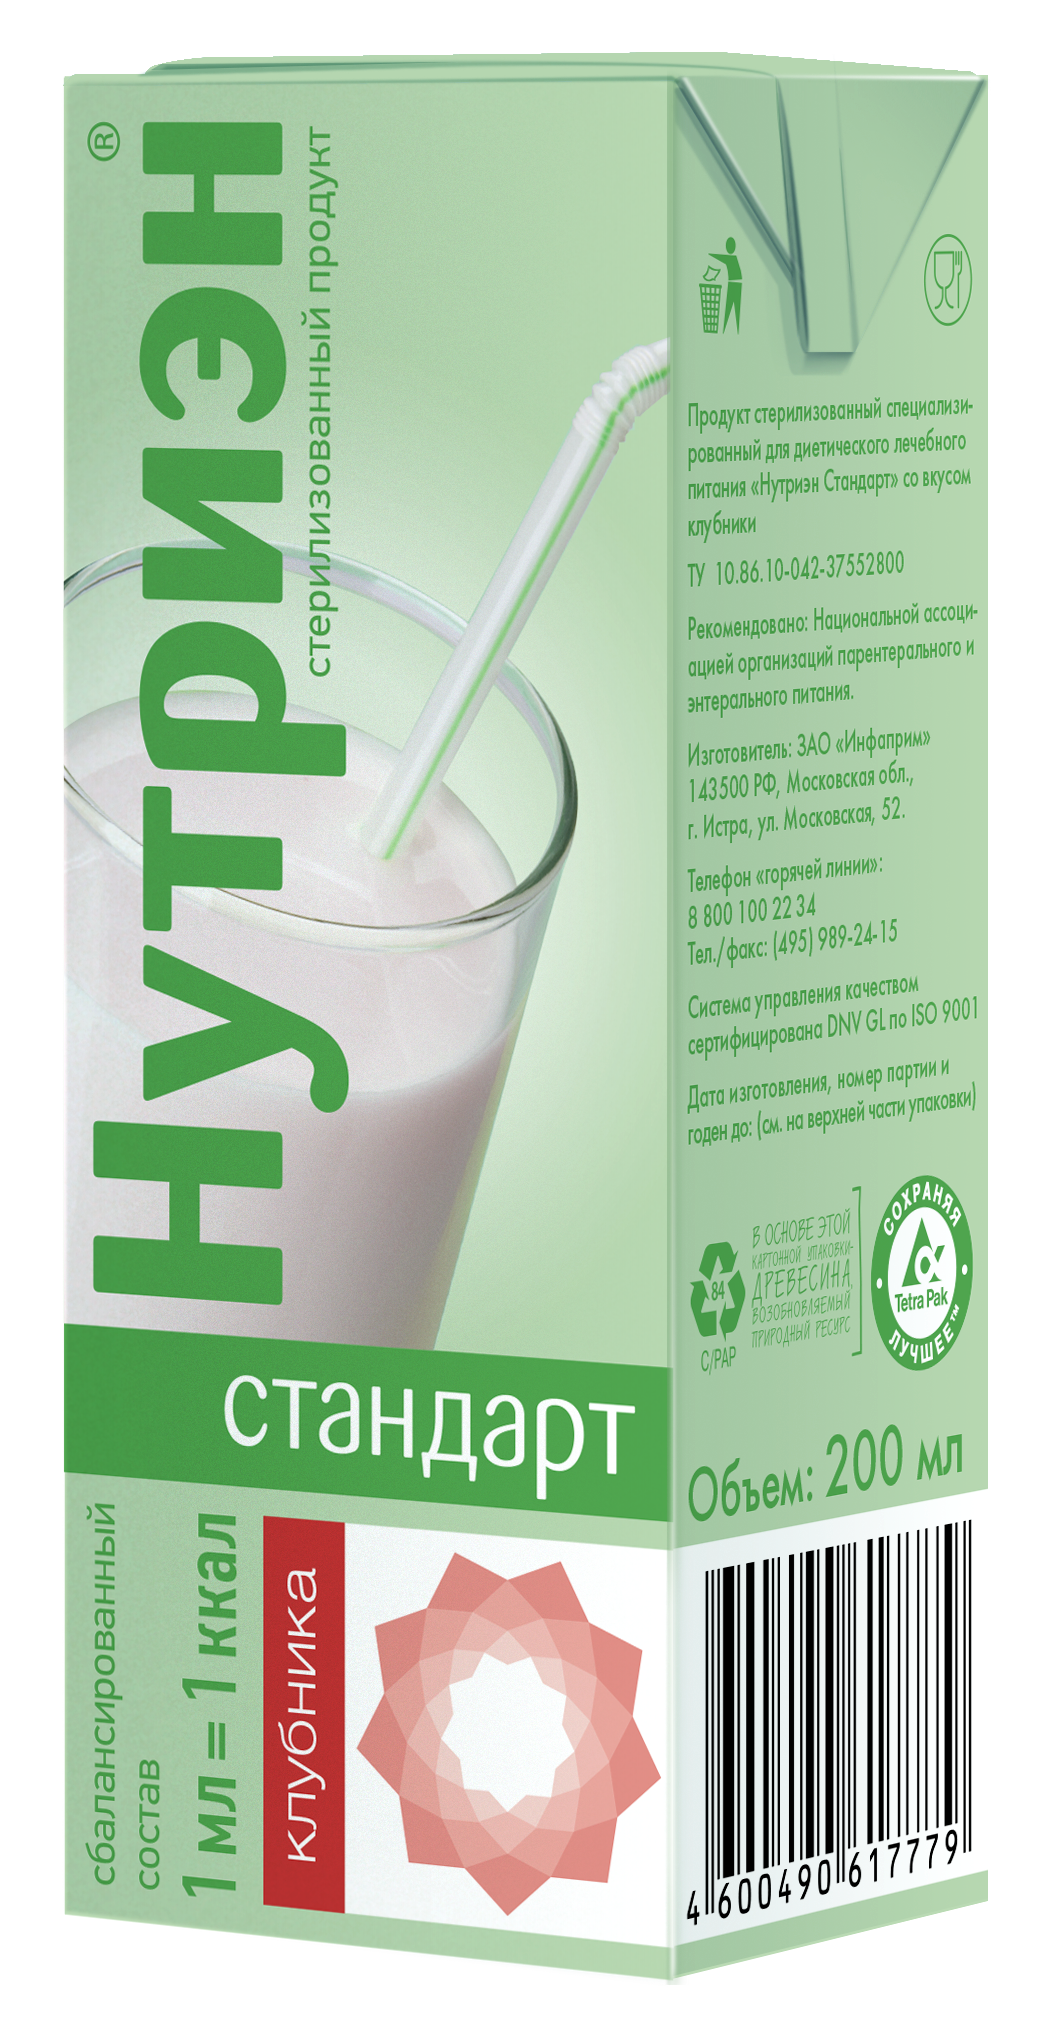 Нутриэн®
стерилизованный продукт
стандарт
сбалансированный
состав
1 мл = 1 ккал
клубника
Продукт стерилизованный специализи-
рованный для диетического лечебного
питания «Нутриэн Стандарт» со вкусом
клубники
ТУ 10.86.10-042-37552800
Рекомендовано: Национальной ассоци-
ацией организаций парентерального и
энтерального питания.
Изготовитель: ЗАО «Инфаприм»
143500 РФ, Московская обл.,
г. Истра, ул. Московская, 52.
Телефон «горячей линии»:
8 800 100 22 34
Тел./факс: (495) 989-24-15
Система управления качеством
сертифицирована DNV GL по ISO 9001
Дата изготовления, номер партии и
годен до: (см. на верхней части упаковки)
84
C/PAP
В ОСНОВЕ ЭТОЙ
КАРТОННОЙ УПАКОВКИ-
ДРЕВЕСИНА,
ВОЗОБНОВЛЯЕМЫЙ
ПРИРОДНЫЙ РЕСУРС
СОХРАНЯЯ
Tetra Pak
ЛУЧШЕЕ™
Объем: 200 мл
4 600490 617779